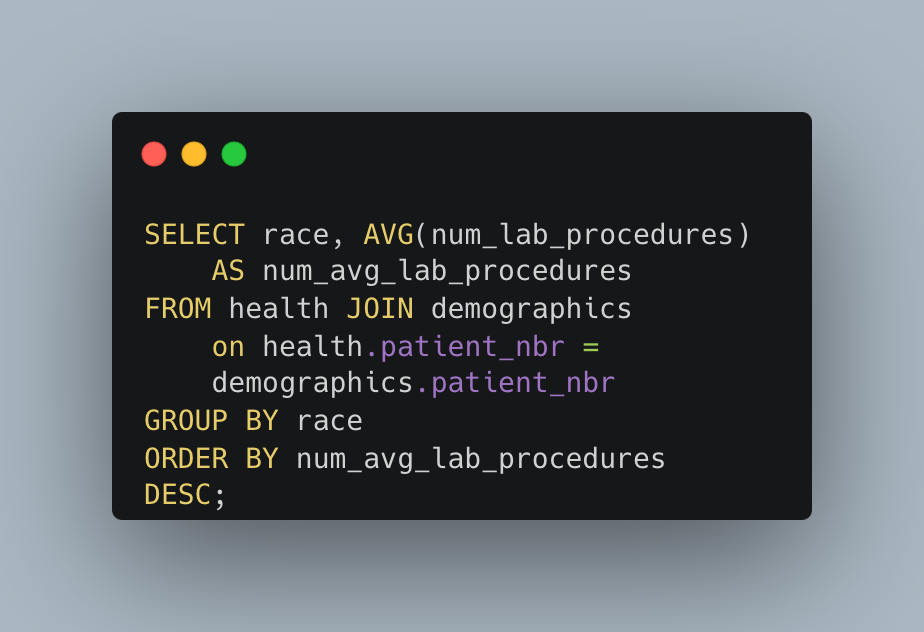 SELECT race, AVG(num_lab_procedures)
    AS num_avg_lab_procedures
FROM health JOIN demographics
    on health.patient_nbr =
    demographics.patient_nbr
GROUP BY race
ORDER BY num_avg_lab_procedures
DESC;